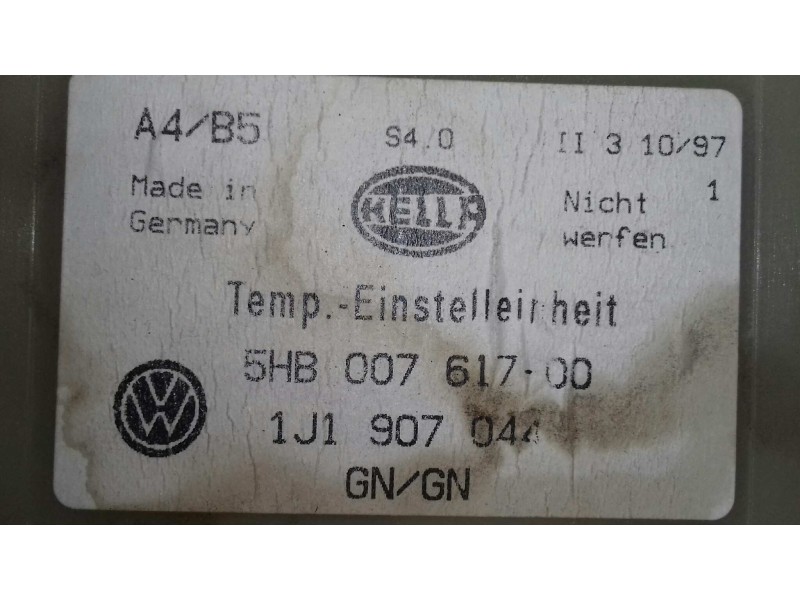 A4/B5 S4.0 II 3 10/97
Made in Germany
HELLA
Nicht werfen
1
Temp.-Einstelleinheit
5HB 007 617-00
1J1 907 044
GN/GN